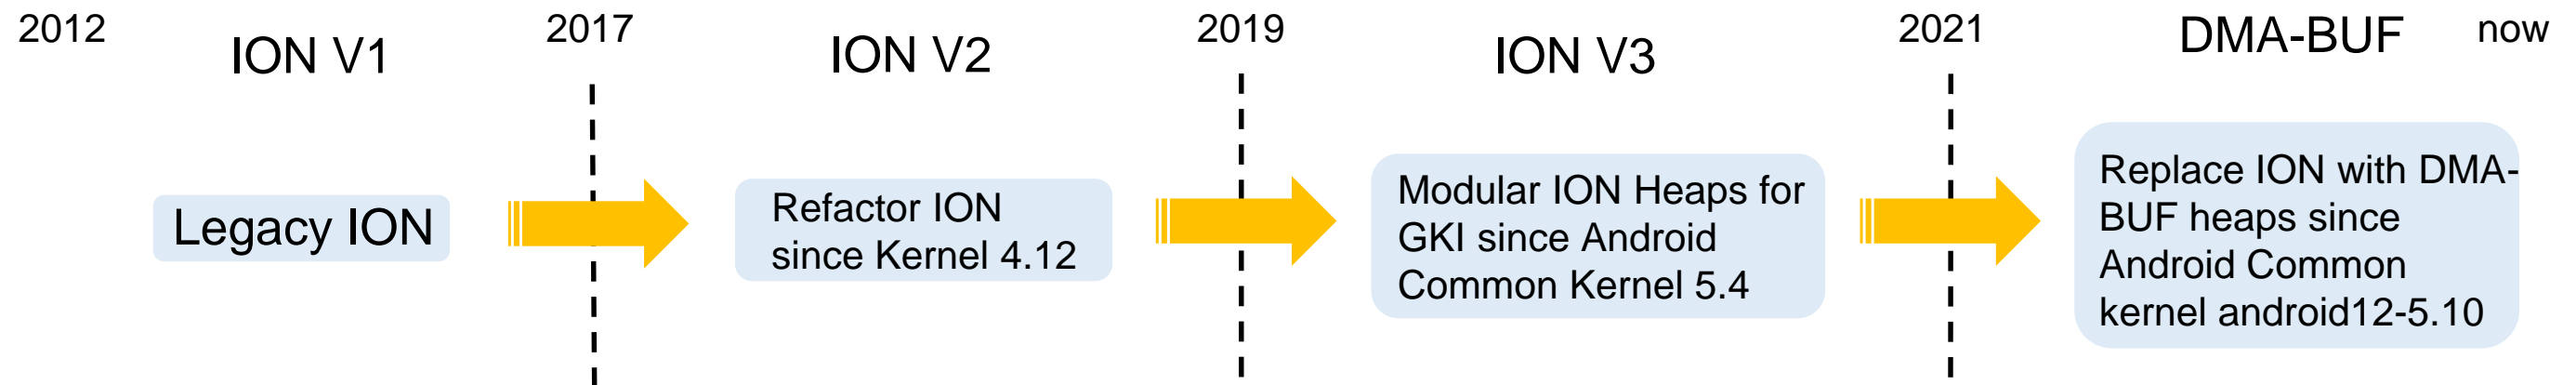 2012
ION V1
2017
ION V2
2019
ION V3
2021
DMA-BUF
now
Legacy ION
Refactor ION
since Kernel 4.12
Modular ION Heaps for
GKI since Android
Common Kernel 5.4
Replace ION with DMA-
BUF heaps since
Android Common
kernel android12-5.10